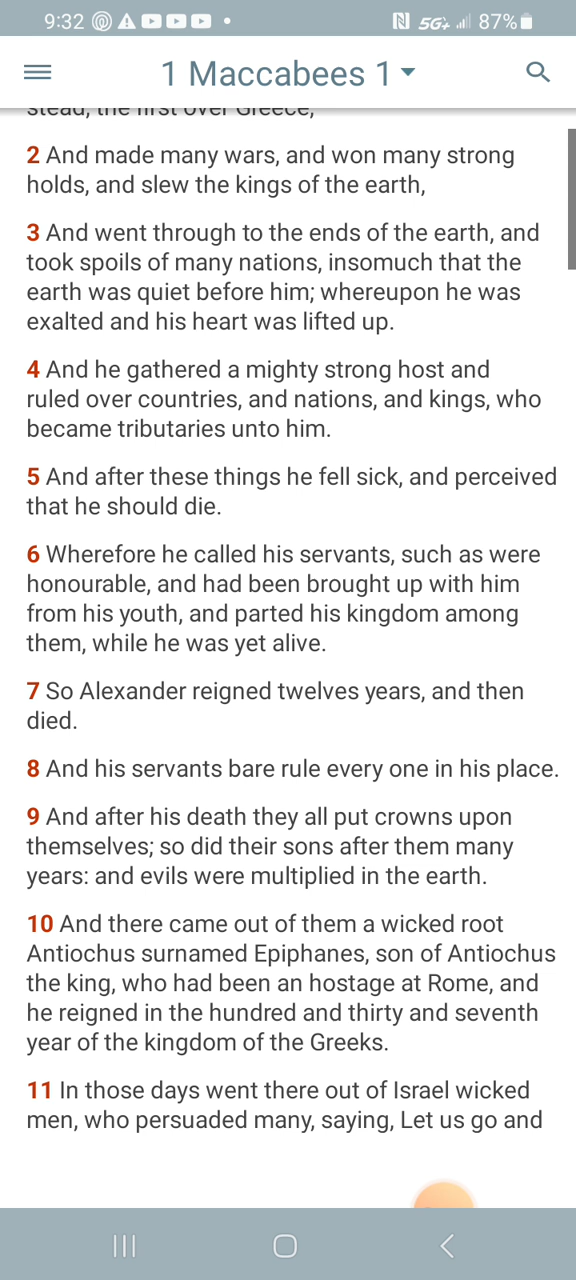 9:32 5G+ 87%
1 Maccabees 1
stead, the first over Greece,
2 And made many wars, and won many strong
holds, and slew the kings of the earth,
3 And went through to the ends of the earth, and
took spoils of many nations, insomuch that the
earth was quiet before him; whereupon he was
exalted and his heart was lifted up.
4 And he gathered a mighty strong host and
ruled over countries, and nations, and kings, who
became tributaries unto him.
5 And after these things he fell sick, and perceived
that he should die.
6 Wherefore he called his servants, such as were
honourable, and had been brought up with him
from his youth, and parted his kingdom among
them, while he was yet alive.
7 So Alexander reigned twelves years, and then
died.
8 And his servants bare rule every one in his place.
9 And after his death they all put crowns upon
themselves; so did their sons after them many
years: and evils were multiplied in the earth.
10 And there came out of them a wicked root
Antiochus surnamed Epiphanes, son of Antiochus
the king, who had been an hostage at Rome, and
he reigned in the hundred and thirty and seventh
year of the kingdom of the Greeks.
11 In those days went there out of Israel wicked
men, who persuaded many, saying, Let us go and